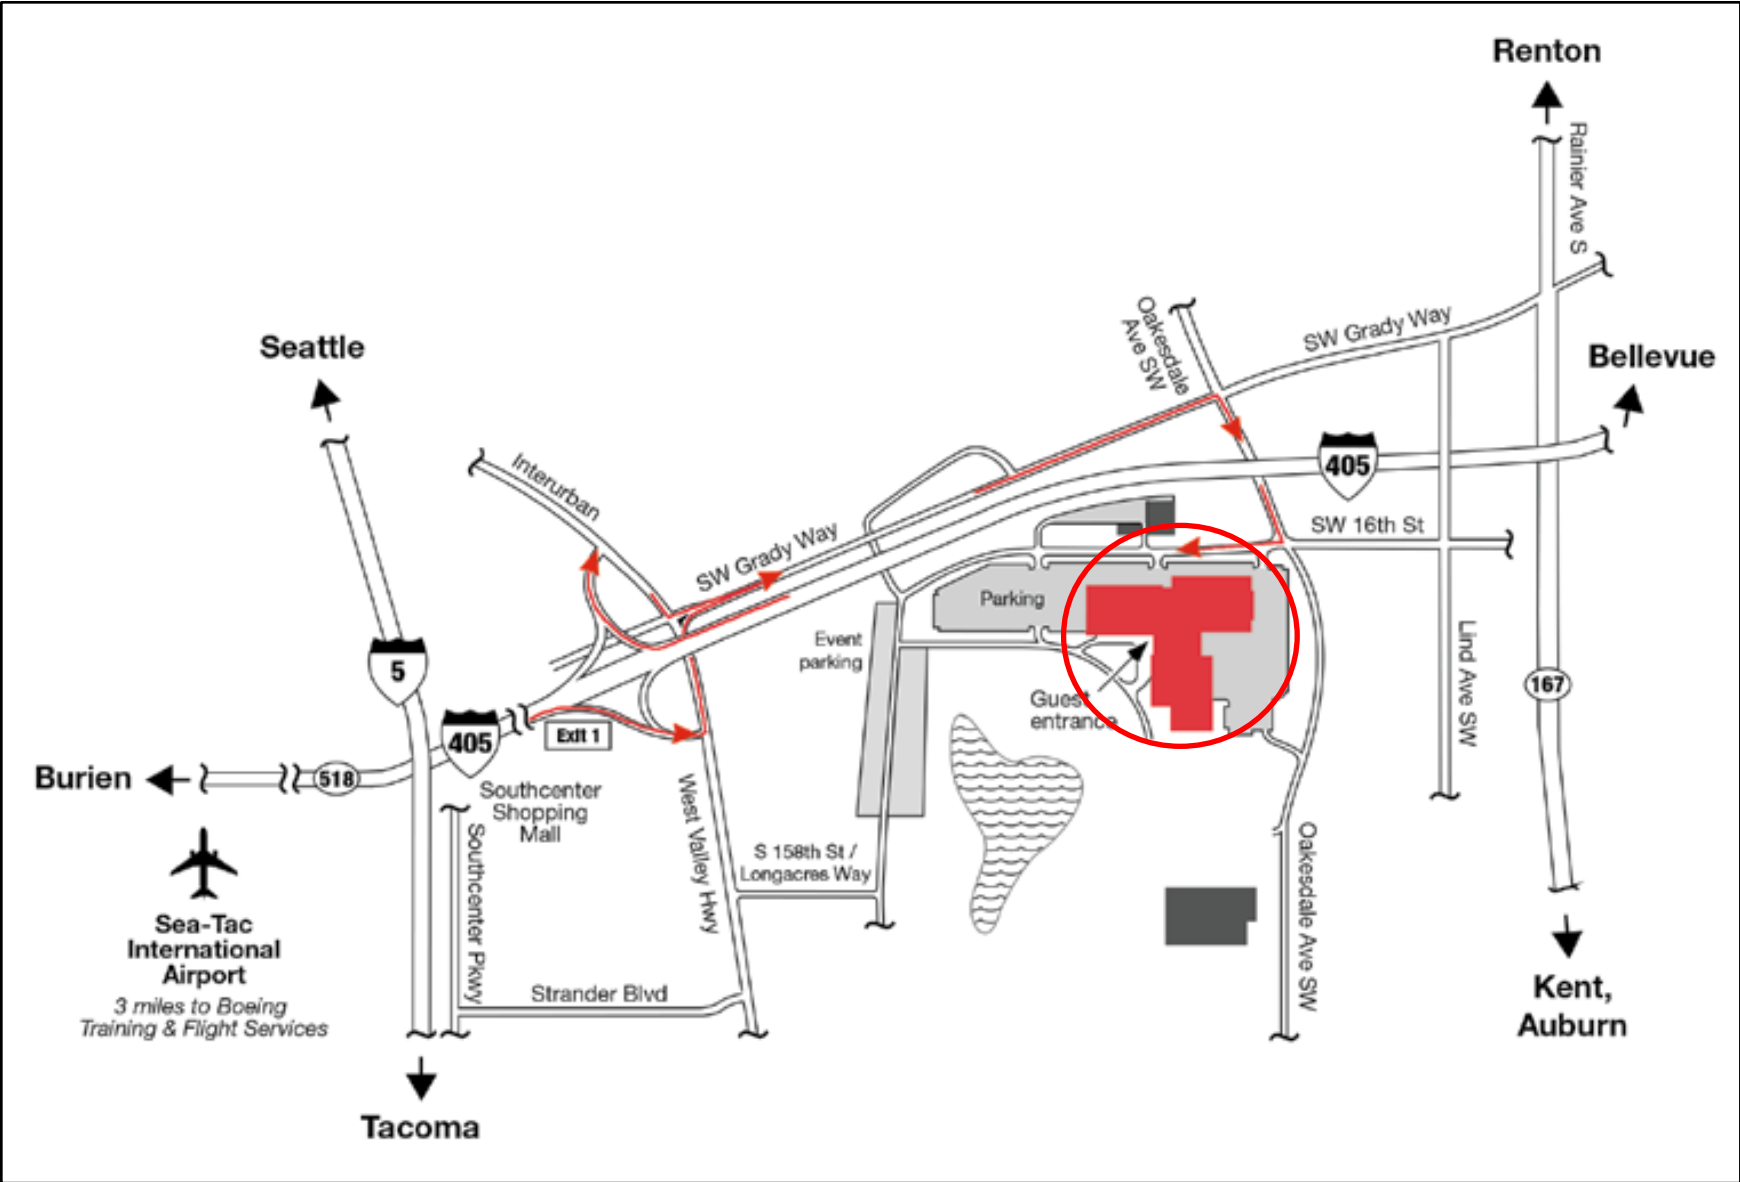 Renton
Rainier Ave S
Oakesdale
Ave SW
SW Grady Way
Bellevue
Seattle
405
Interurban
SW Grady Way
SW 16th St
Parking
5
Event
parking
Guest
entrance
Lind Ave SW
167
405
Exit 1
Burien
518
Southcenter
Shopping
Mall
West Valley Hwy
Southcenter Pkwy
S 158th St /
Longacres Way
Oakesdale Ave SW
Sea-Tac
International
Airport
3 miles to Boeing
Training & Flight Services
Strander Blvd
Kent,
Auburn
Tacoma